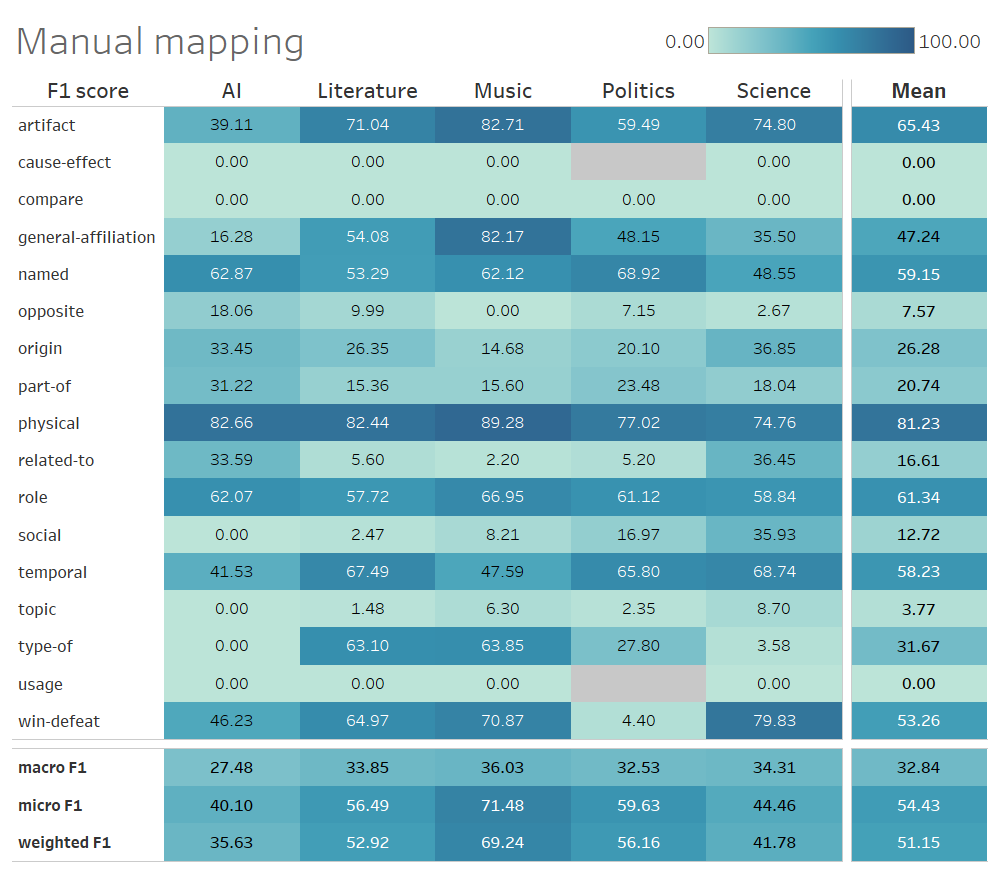 Manual mapping
0.00 100.00
F1 score AI Literature Music Politics Science Mean
artifact 39.11 71.04 82.71 59.49 74.80 65.43
cause-effect 0.00 0.00 0.00 0.00 0.00
compare 0.00 0.00 0.00 0.00 0.00 0.00
general-affiliation 16.28 54.08 82.17 48.15 35.50 47.24
named 62.87 53.29 62.12 68.92 48.55 59.15
opposite 18.06 9.99 0.00 7.15 2.67 7.57
origin 33.45 26.35 14.68 20.10 36.85 26.28
part-of 31.22 15.36 15.60 23.48 18.04 20.74
physical 82.66 82.44 89.28 77.02 74.76 81.23
related-to 33.59 5.60 2.20 5.20 36.45 16.61
role 62.07 57.72 66.95 61.12 58.84 61.34
social 0.00 2.47 8.21 16.97 35.93 12.72
temporal 41.53 67.49 47.59 65.80 68.74 58.23
topic 0.00 1.48 6.30 2.35 8.70 3.77
type-of 0.00 63.10 63.85 27.80 3.58 31.67
usage 0.00 0.00 0.00 0.00 0.00
win-defeat 46.23 64.97 70.87 4.40 79.83 53.26
macro F1 27.48 33.85 36.03 32.53 34.31 32.84
micro F1 40.10 56.49 71.48 59.63 44.46 54.43
weighted F1 35.63 52.92 69.24 56.16 41.78 51.15